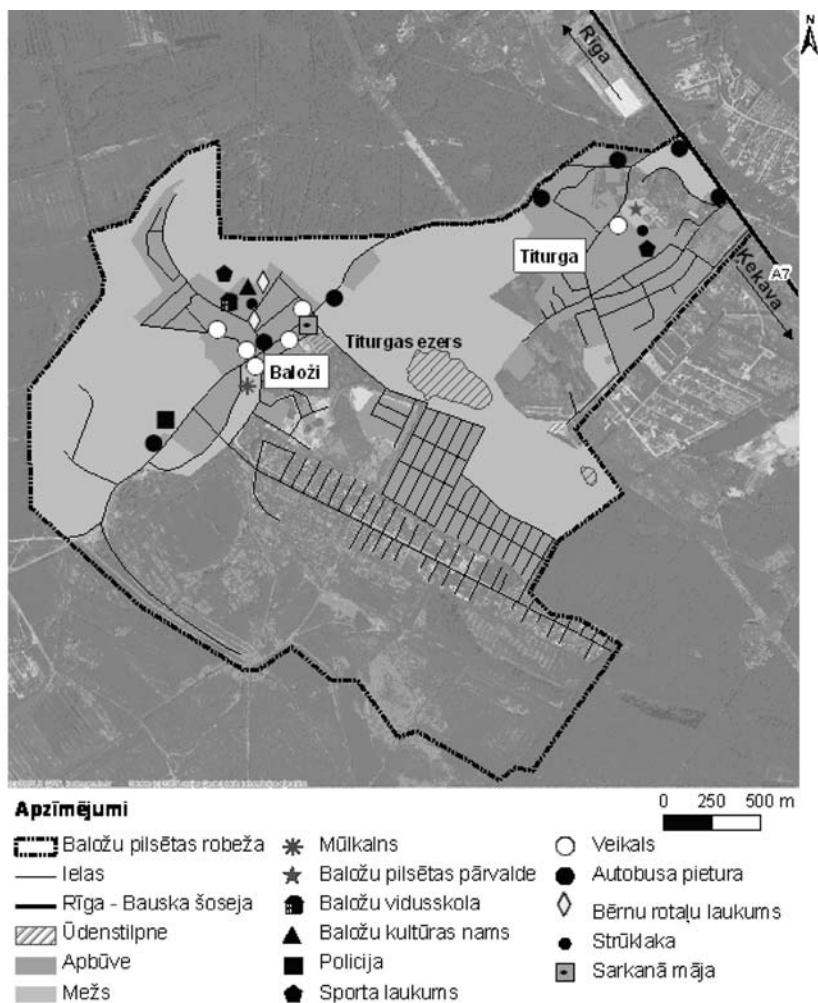 N
Rīga
Titurga
A7
Ķekava
Titurgas ezers
Baloži
Apzīmējumi
0 250 500 m
Baložu pilsētas robeža
Ielas
Rīga - Bauska šoseja
Ūdenstilpne
Apbūve
Mežs
Mūlkalns
Baložu pilsētas pārvalde
Baložu vidusskola
Baložu kultūras nams
Policija
Sporta laukums
Veikals
Autobusa pietura
Bērnu rotaļu laukums
Strūklaka
Sarkanā māja